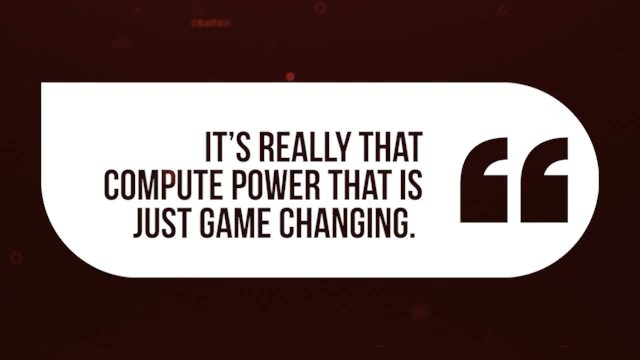 IT'S REALLY THAT
COMPUTE POWER THAT IS
JUST GAME CHANGING.